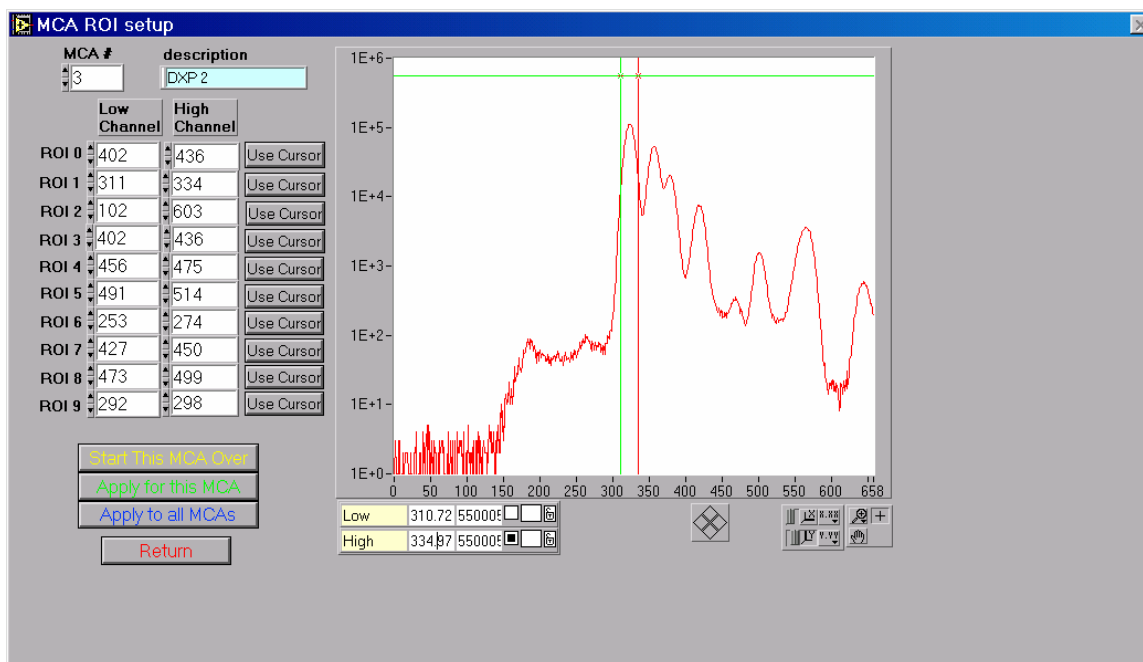 MCA ROI setup
MCA # description
3 DXP 2
Low Channel High Channel
ROI 0 402 436 Use Cursor
ROI 1 311 334 Use Cursor
ROI 2 102 603 Use Cursor
ROI 3 402 436 Use Cursor
ROI 4 456 475 Use Cursor
ROI 5 491 514 Use Cursor
ROI 6 253 274 Use Cursor
ROI 7 427 450 Use Cursor
ROI 8 473 499 Use Cursor
ROI 9 292 298 Use Cursor
Start This MCA Over
Apply for this MCA
Apply to all MCAs
Return
1E+6
1E+5
1E+4
1E+3
1E+2
1E+1
1E+0
0 50 100 150 200 250 300 350 400 450 500 550 600 658
Low 310.72 550005
High 334.97 550005
X X.XX
Y Y.YY